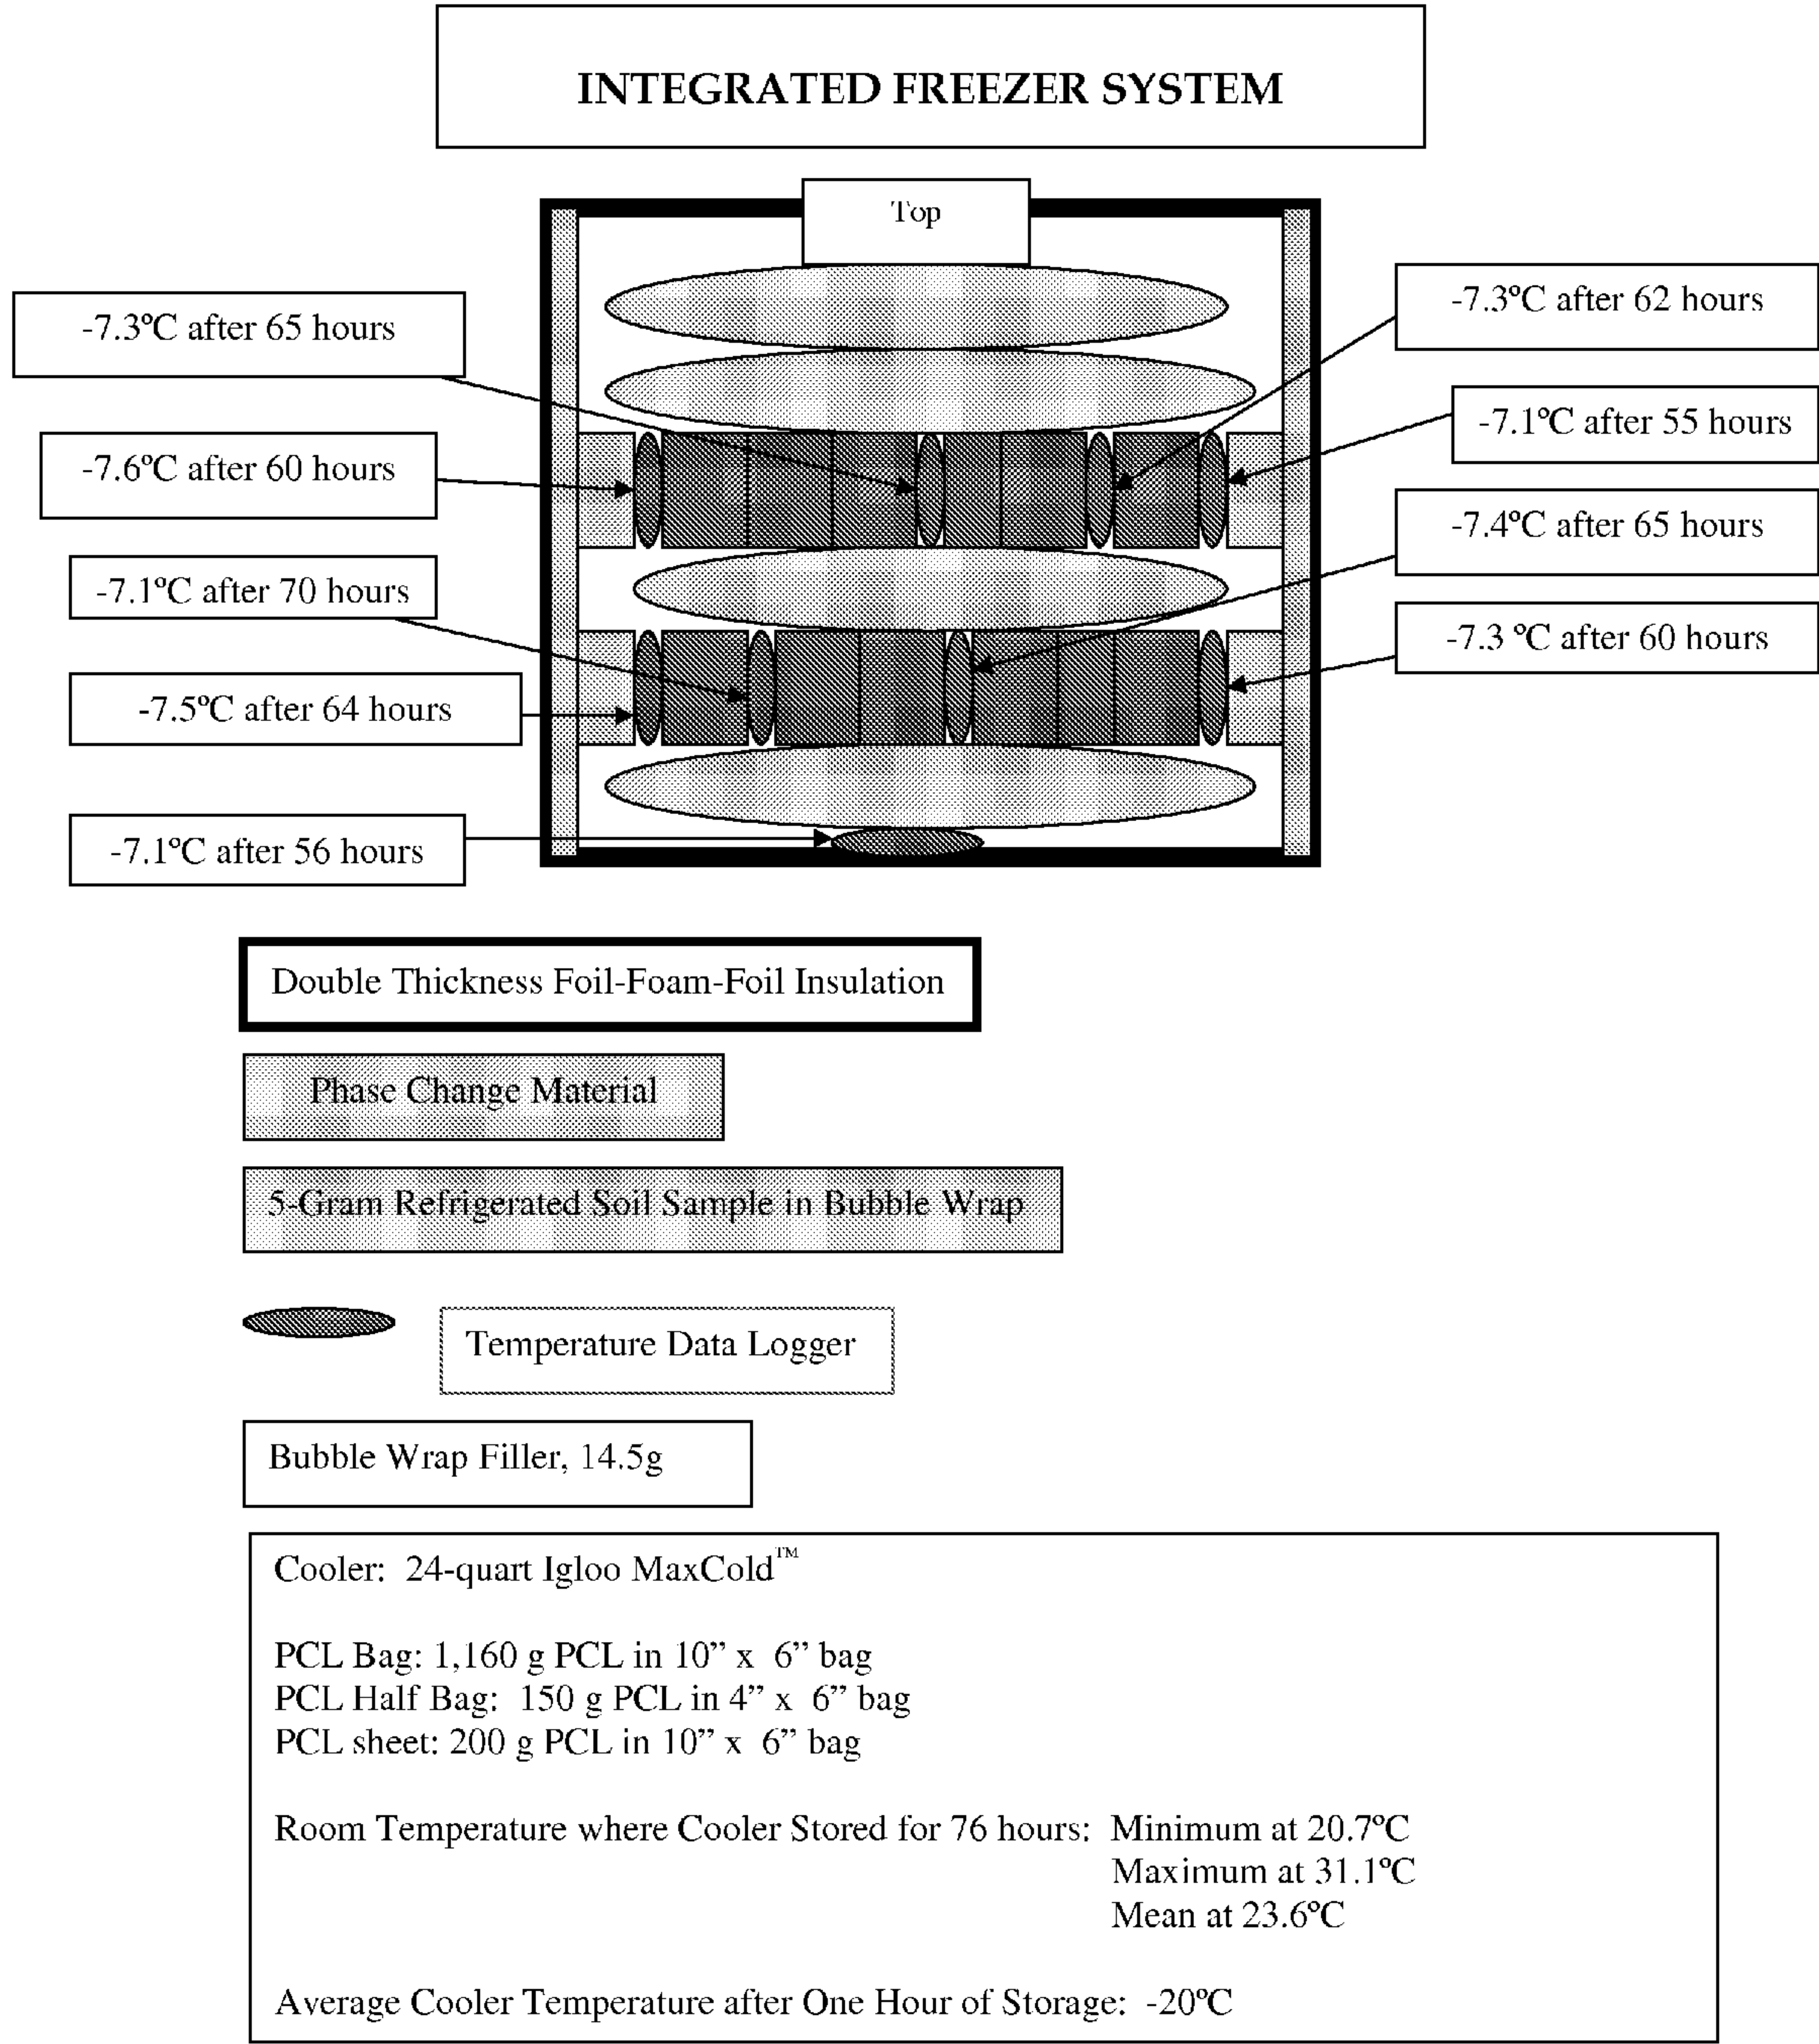 INTEGRATED FREEZER SYSTEM
Top
-7.3ºC after 65 hours
-7.6ºC after 60 hours
-7.1ºC after 70 hours
-7.5ºC after 64 hours
-7.1ºC after 56 hours
-7.3ºC after 62 hours
-7.1ºC after 55 hours
-7.4ºC after 65 hours
-7.3 ºC after 60 hours
Double Thickness Foil-Foam-Foil Insulation
Phase Change Material
5-Gram Refrigerated Soil Sample in Bubble Wrap
Temperature Data Logger
Bubble Wrap Filler, 14.5g
Cooler: 24-quart Igloo MaxCold™
PCL Bag: 1,160 g PCL in 10” x 6” bag
PCL Half Bag: 150 g PCL in 4” x 6” bag
PCL sheet: 200 g PCL in 10” x 6” bag
Room Temperature where Cooler Stored for 76 hours: Minimum at 20.7ºC
Maximum at 31.1ºC
Mean at 23.6ºC
Average Cooler Temperature after One Hour of Storage: -20ºC